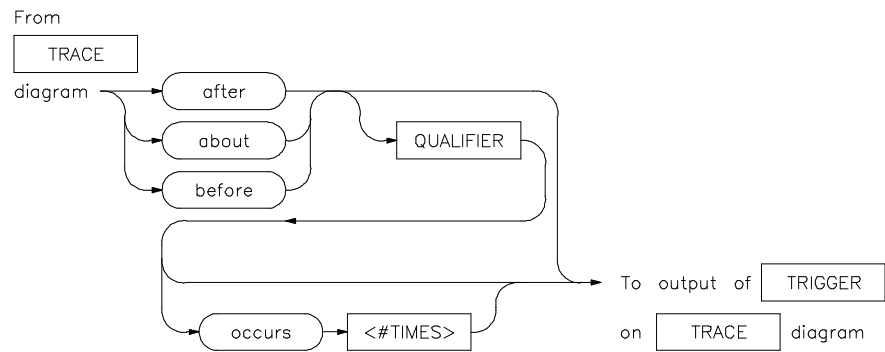 From
TRACE
diagram
after
about
before
QUALIFIER
occurs
<#TIMES>
To output of TRIGGER
on TRACE diagram